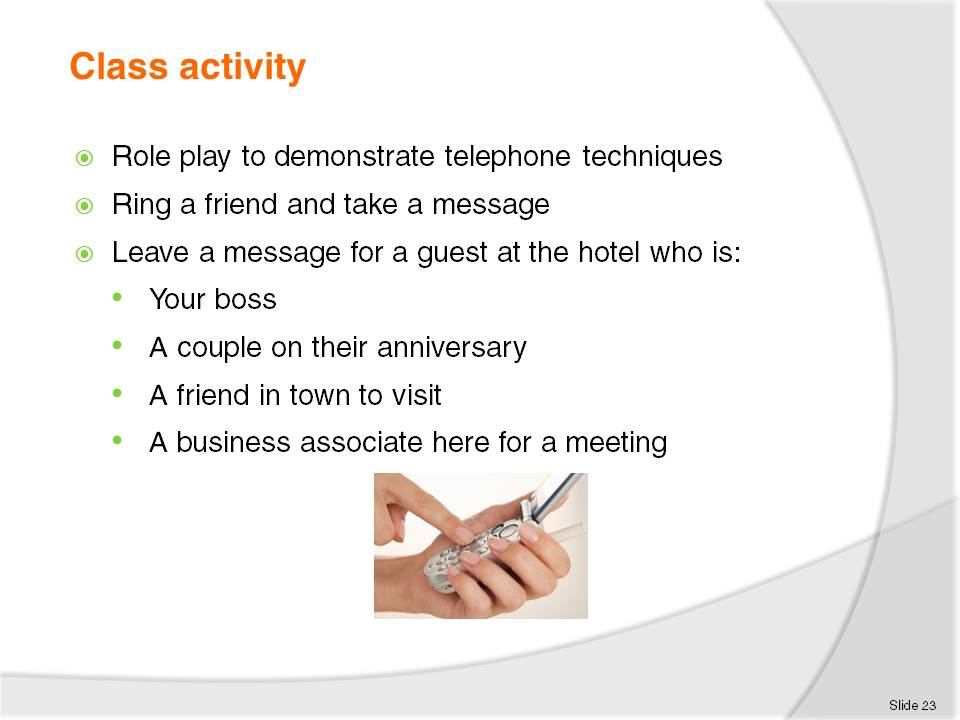 Class activity
Role play to demonstrate telephone techniques
Ring a friend and take a message
Leave a message for a guest at the hotel who is:
Your boss
A couple on their anniversary
A friend in town to visit
A business associate here for a meeting
Slide 23